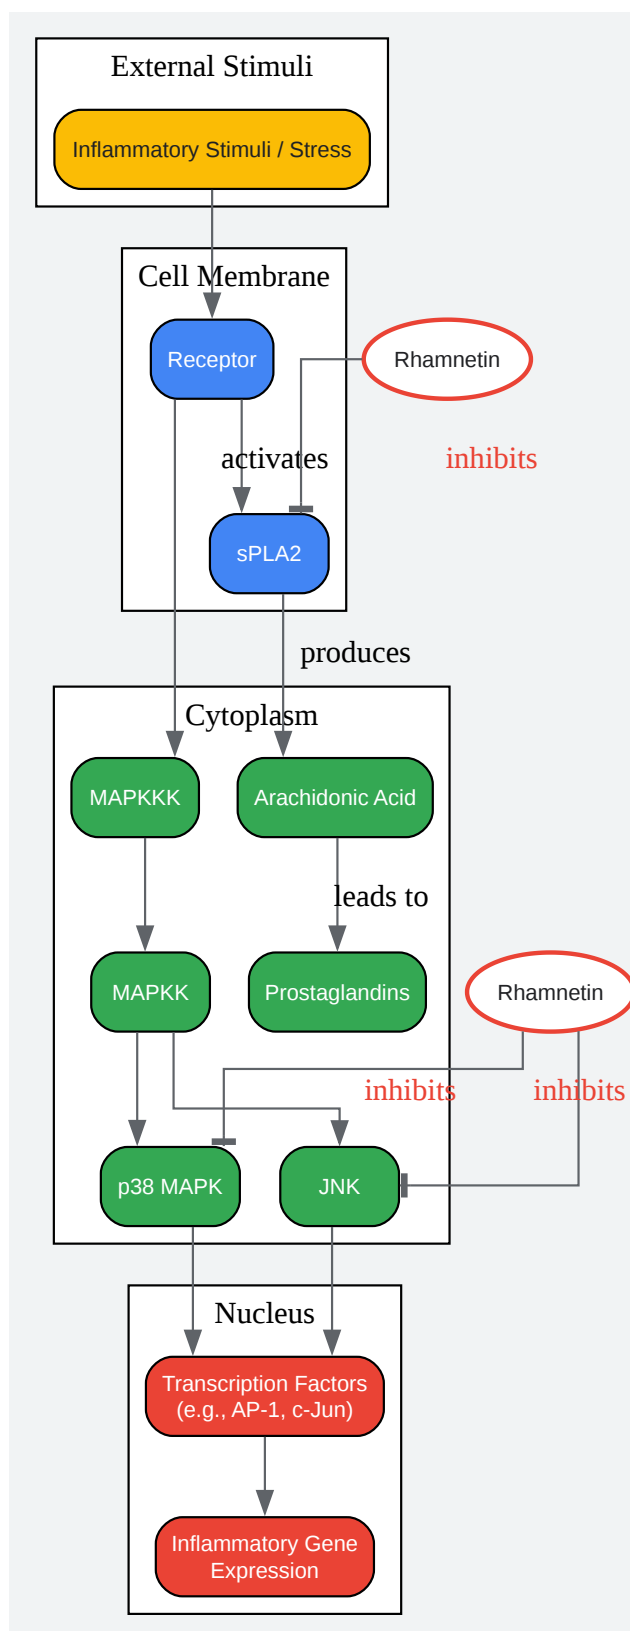 External Stimuli
Inflammatory Stimuli / Stress
Cell Membrane
Receptor
Rhamnetin
activates
inhibits
sPLA2
produces
Cytoplasm
MAPKKK
Arachidonic Acid
leads to
MAPKK
Prostaglandins
Rhamnetin
inhibits
inhibits
p38 MAPK
JNK
Nucleus
Transcription Factors
(e.g., AP-1, c-Jun)
Inflammatory Gene
Expression